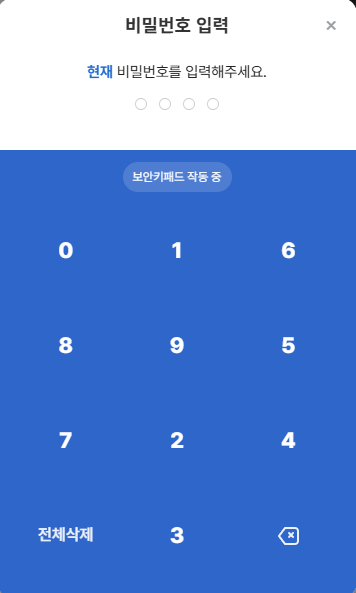 비밀번호 입력
현재 비밀번호를 입력해주세요.
보안키패드 작동 중
0 1 6
8 9 5
7 2 4
전체삭제 3